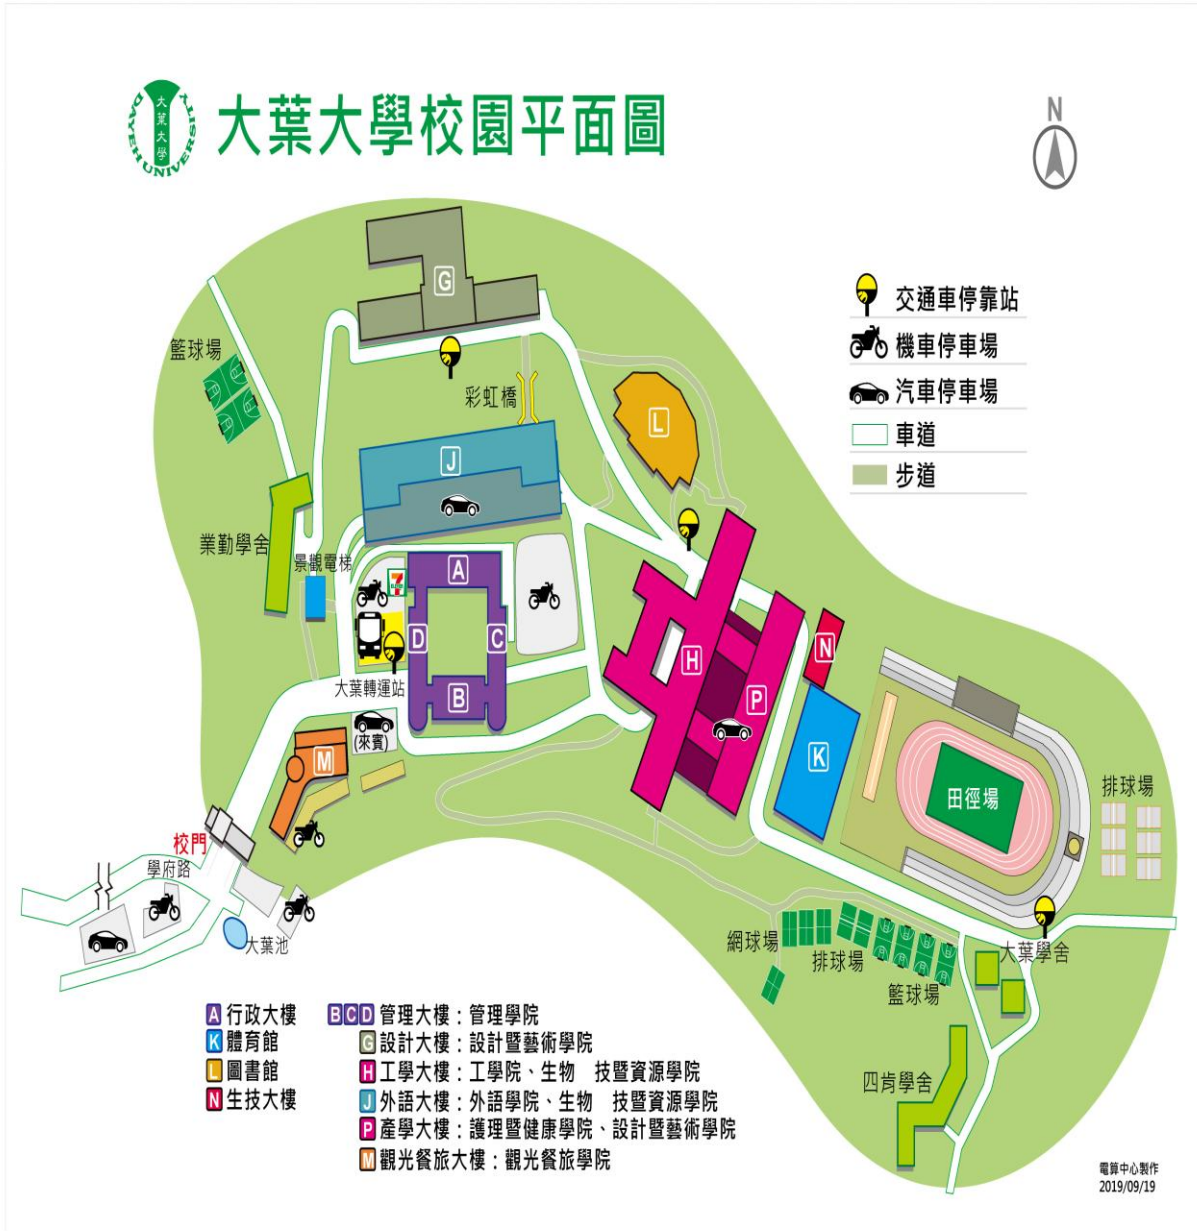 大葉大學
DAYEH UNIVERSITY
大葉大學校園平面圖
N
交通車停靠站
機車停車場
汽車停車場
車道
步道
G
籃球場
彩虹橋
L
J
業勤學舍
景觀電梯
7
ELEVEN
A
D
C
B
H
N
P
K
大葉轉運站
(來賓)
M
田徑場
排球場
校門
學府路
大葉池
網球場
排球場
籃球場
大葉學舍
四肯學舍
A 行政大樓
K 體育館
L 圖書館
N 生技大樓
BCD 管理大樓：管理學院
G 設計大樓：設計暨藝術學院
H 工學大樓：工學院、生物 技暨資源學院
J 外語大樓：外語學院、生物 技暨資源學院
P 產學大樓：護理暨健康學院、設計暨藝術學院
M 觀光餐旅大樓：觀光餐旅學院
電算中心製作
2019/09/19